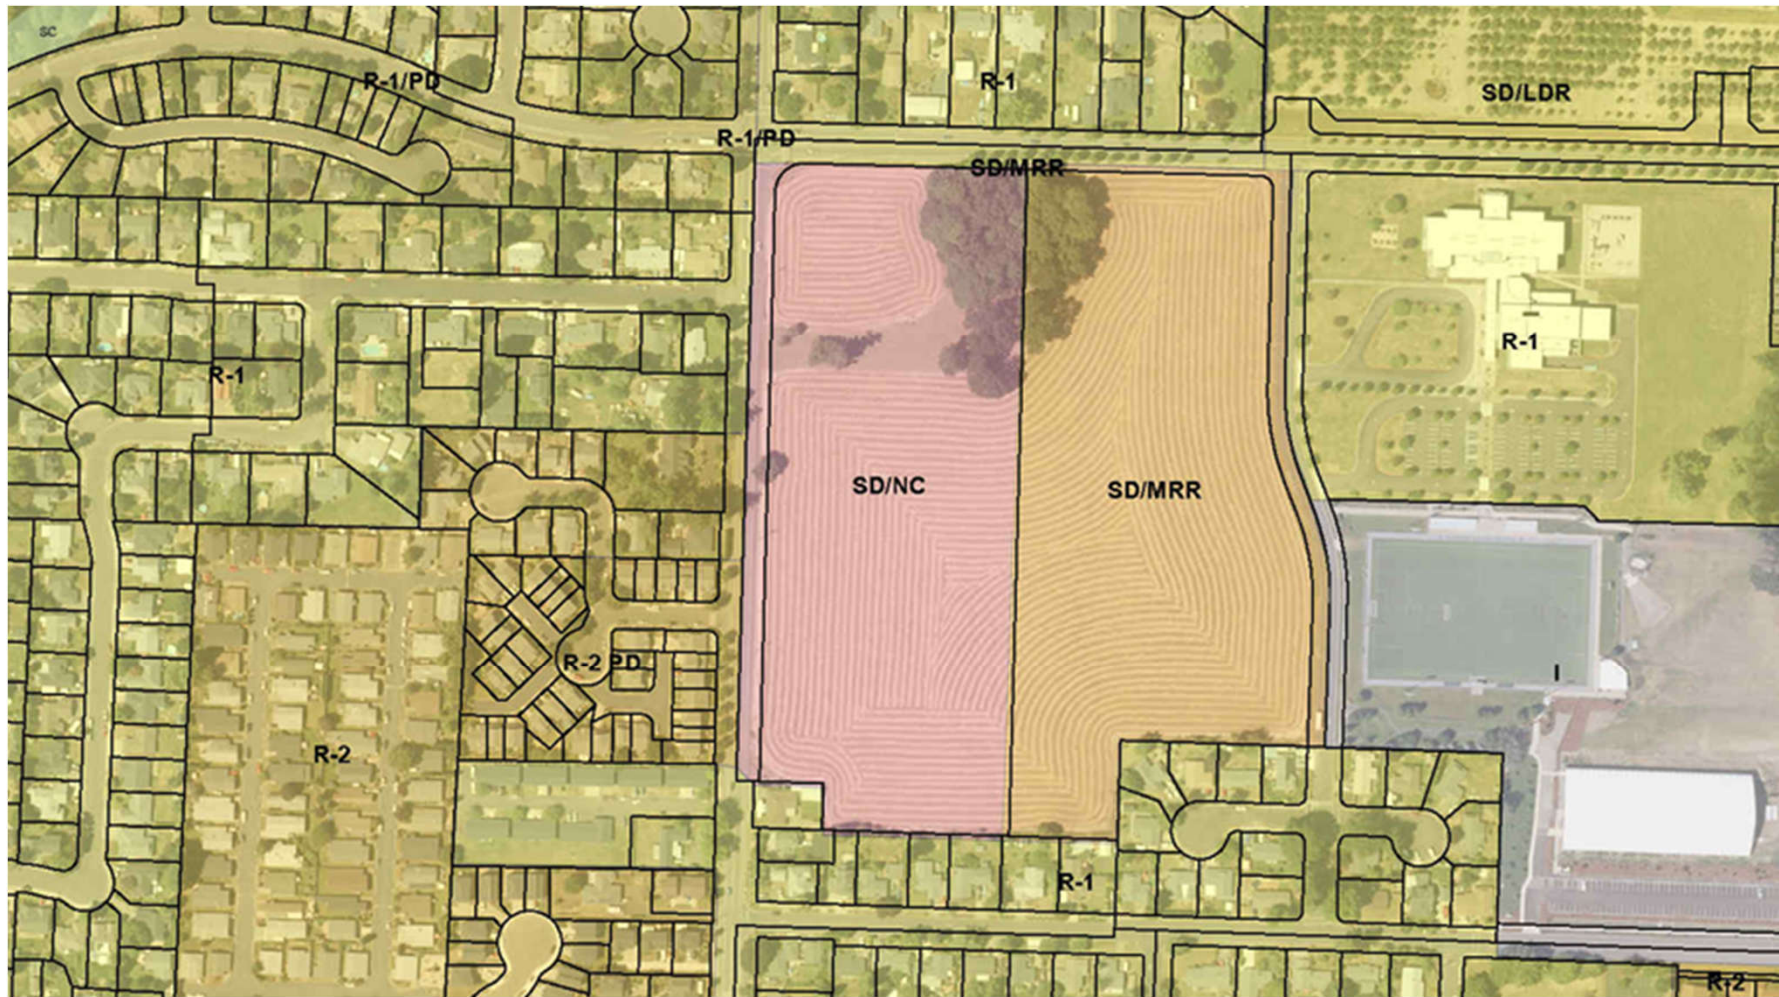 SC
R-1/PD
R-1
SD/LDR
R-1/PD
SD/MRR
R-1
R-1
SD/NC
SD/MRR
R-2 PD
I
R-2
R-1
R-2